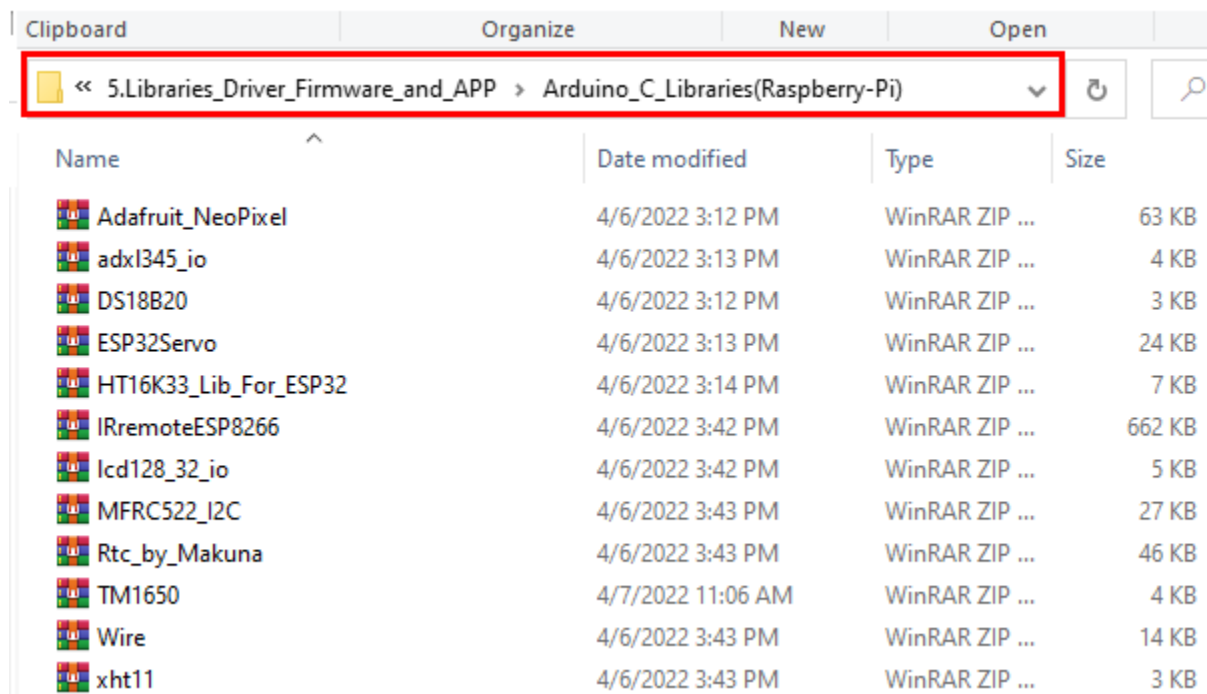 Clipboard Organize New Open
« 5.Libraries_Driver_Firmware_and_APP > Arduino_C_Libraries(Raspberry-Pi)
Name Date modified Type Size
Adafruit_NeoPixel 4/6/2022 3:12 PM WinRAR ZIP ... 63 KB
adxl345_io 4/6/2022 3:13 PM WinRAR ZIP ... 4 KB
DS18B20 4/6/2022 3:12 PM WinRAR ZIP ... 3 KB
ESP32Servo 4/6/2022 3:13 PM WinRAR ZIP ... 24 KB
HT16K33_Lib_For_ESP32 4/6/2022 3:14 PM WinRAR ZIP ... 7 KB
IRremoteESP8266 4/6/2022 3:42 PM WinRAR ZIP ... 662 KB
lcd128_32_io 4/6/2022 3:42 PM WinRAR ZIP ... 5 KB
MFRC522_I2C 4/6/2022 3:43 PM WinRAR ZIP ... 27 KB
Rtc_by_Makuna 4/6/2022 3:43 PM WinRAR ZIP ... 46 KB
TM1650 4/7/2022 11:06 AM WinRAR ZIP ... 4 KB
Wire 4/6/2022 3:43 PM WinRAR ZIP ... 14 KB
xht11 4/6/2022 3:43 PM WinRAR ZIP ... 3 KB